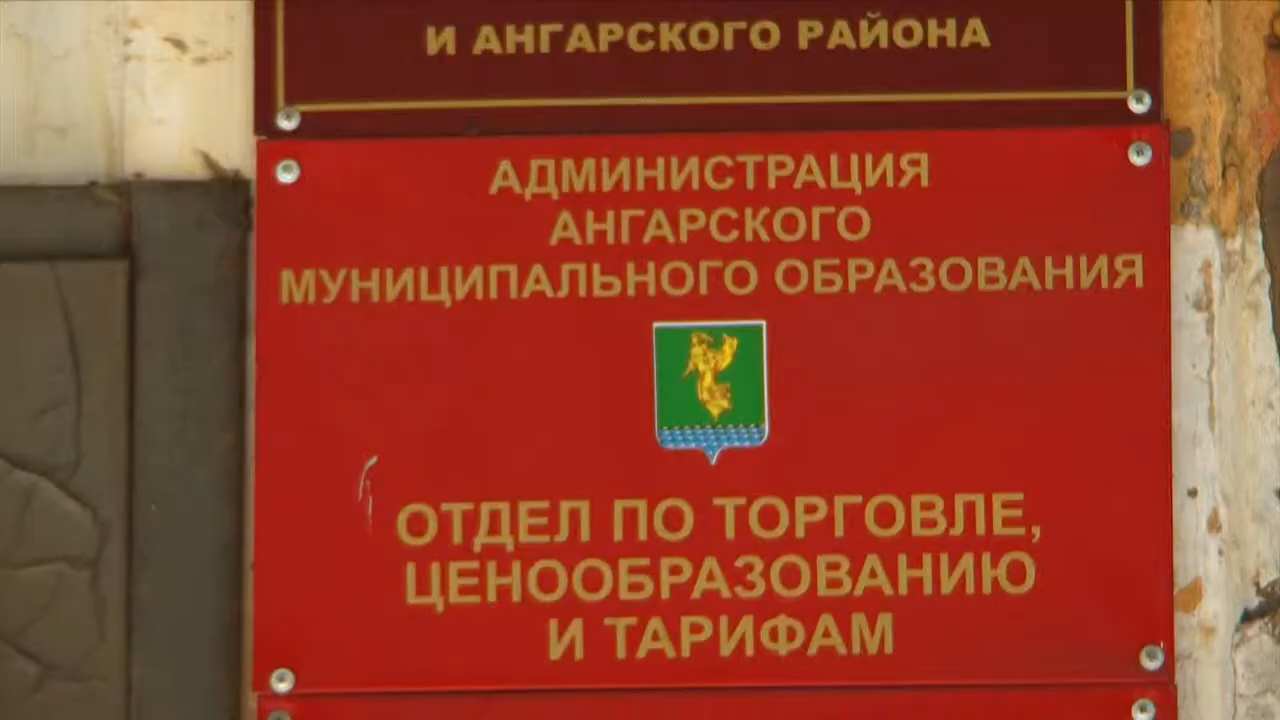 И АНГАРСКОГО РАЙОНА
АДМИНИСТРАЦИЯ
АНГАРСКОГО
МУНИЦИПАЛЬНОГО ОБРАЗОВАНИЯ
ОТДЕЛ ПО ТОРГОВЛЕ,
ЦЕНООБРАЗОВАНИЮ
И ТАРИФАМ